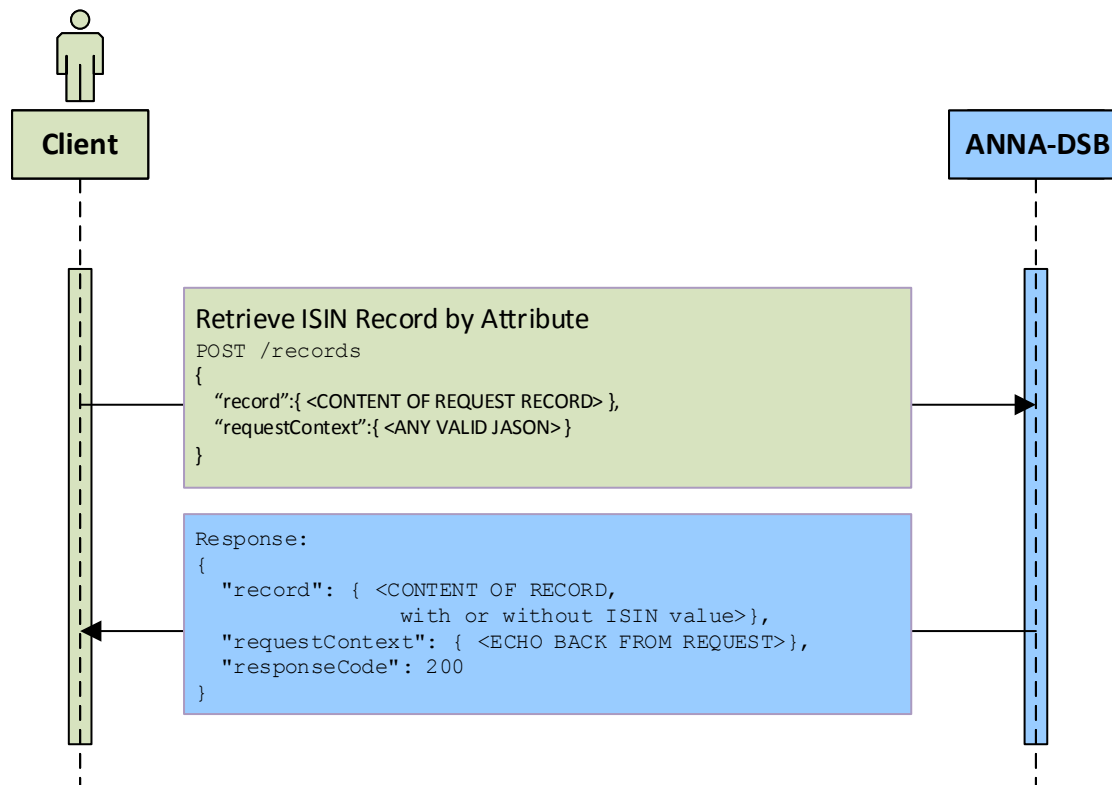 Client
ANNA-DSB
Retrieve ISIN Record by Attribute
POST /records
{
“record”:{ <CONTENT OF REQUEST RECORD> },
“requestContext”:{ <ANY VALID JASON> }
}
Response:
{
"record": { <CONTENT OF RECORD,
with or without ISIN value>},
"requestContext": { <ECHO BACK FROM REQUEST>},
"responseCode": 200
}